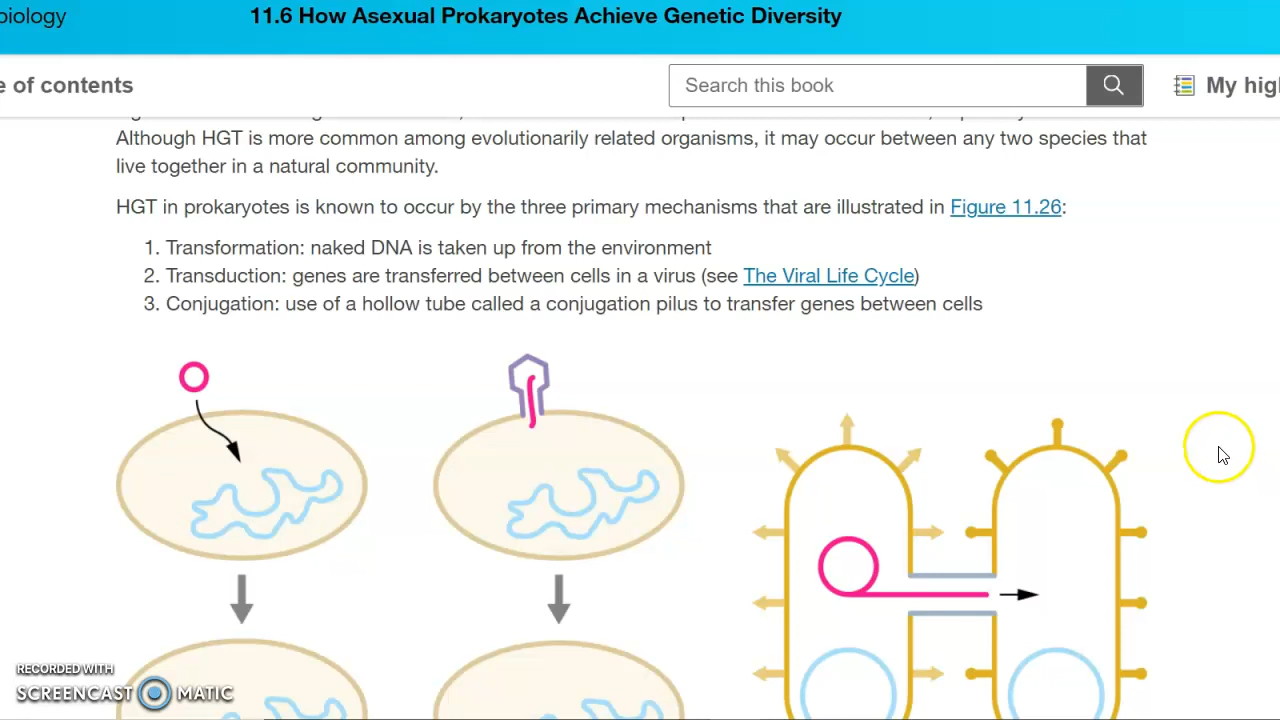 biology
11.6 How Asexual Prokaryotes Achieve Genetic Diversity
e of contents
Search this book
My hig
Although HGT is more common among evolutionarily related organisms, it may occur between any two species that
live together in a natural community.
HGT in prokaryotes is known to occur by the three primary mechanisms that are illustrated in Figure 11.26:
1. Transformation: naked DNA is taken up from the environment
2. Transduction: genes are transferred between cells in a virus (see The Viral Life Cycle)
3. Conjugation: use of a hollow tube called a conjugation pilus to transfer genes between cells
RECORDED WITH
SCREENCAST MATIC